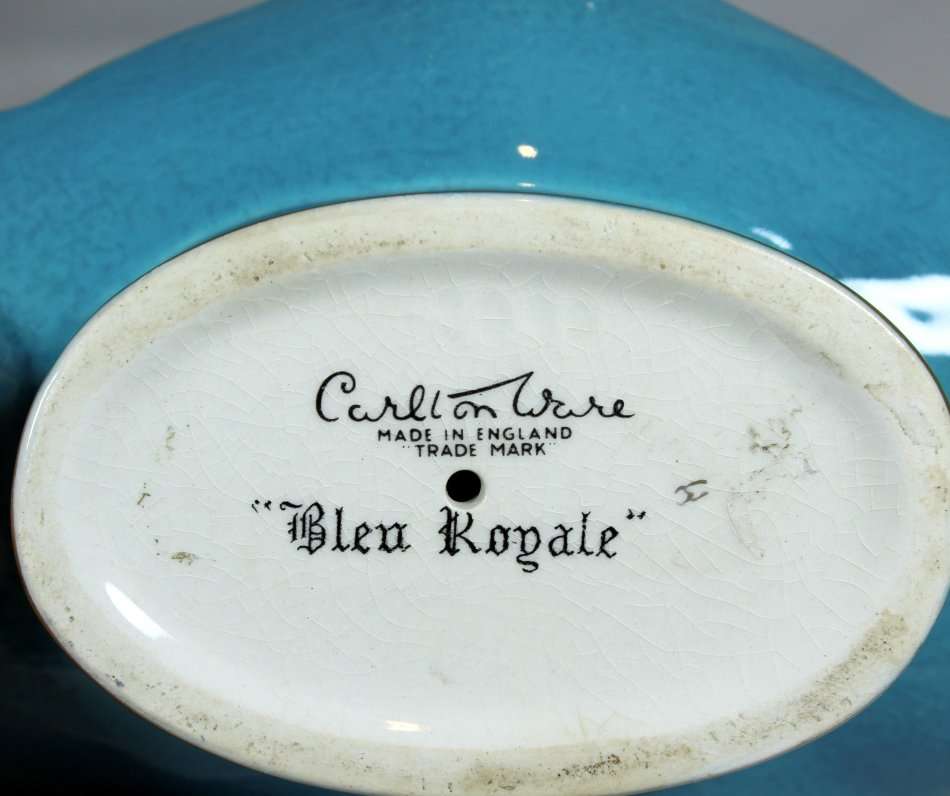 Carlton Ware
MADE IN ENGLAND
"TRADE MARK"
"Bleu Royale"